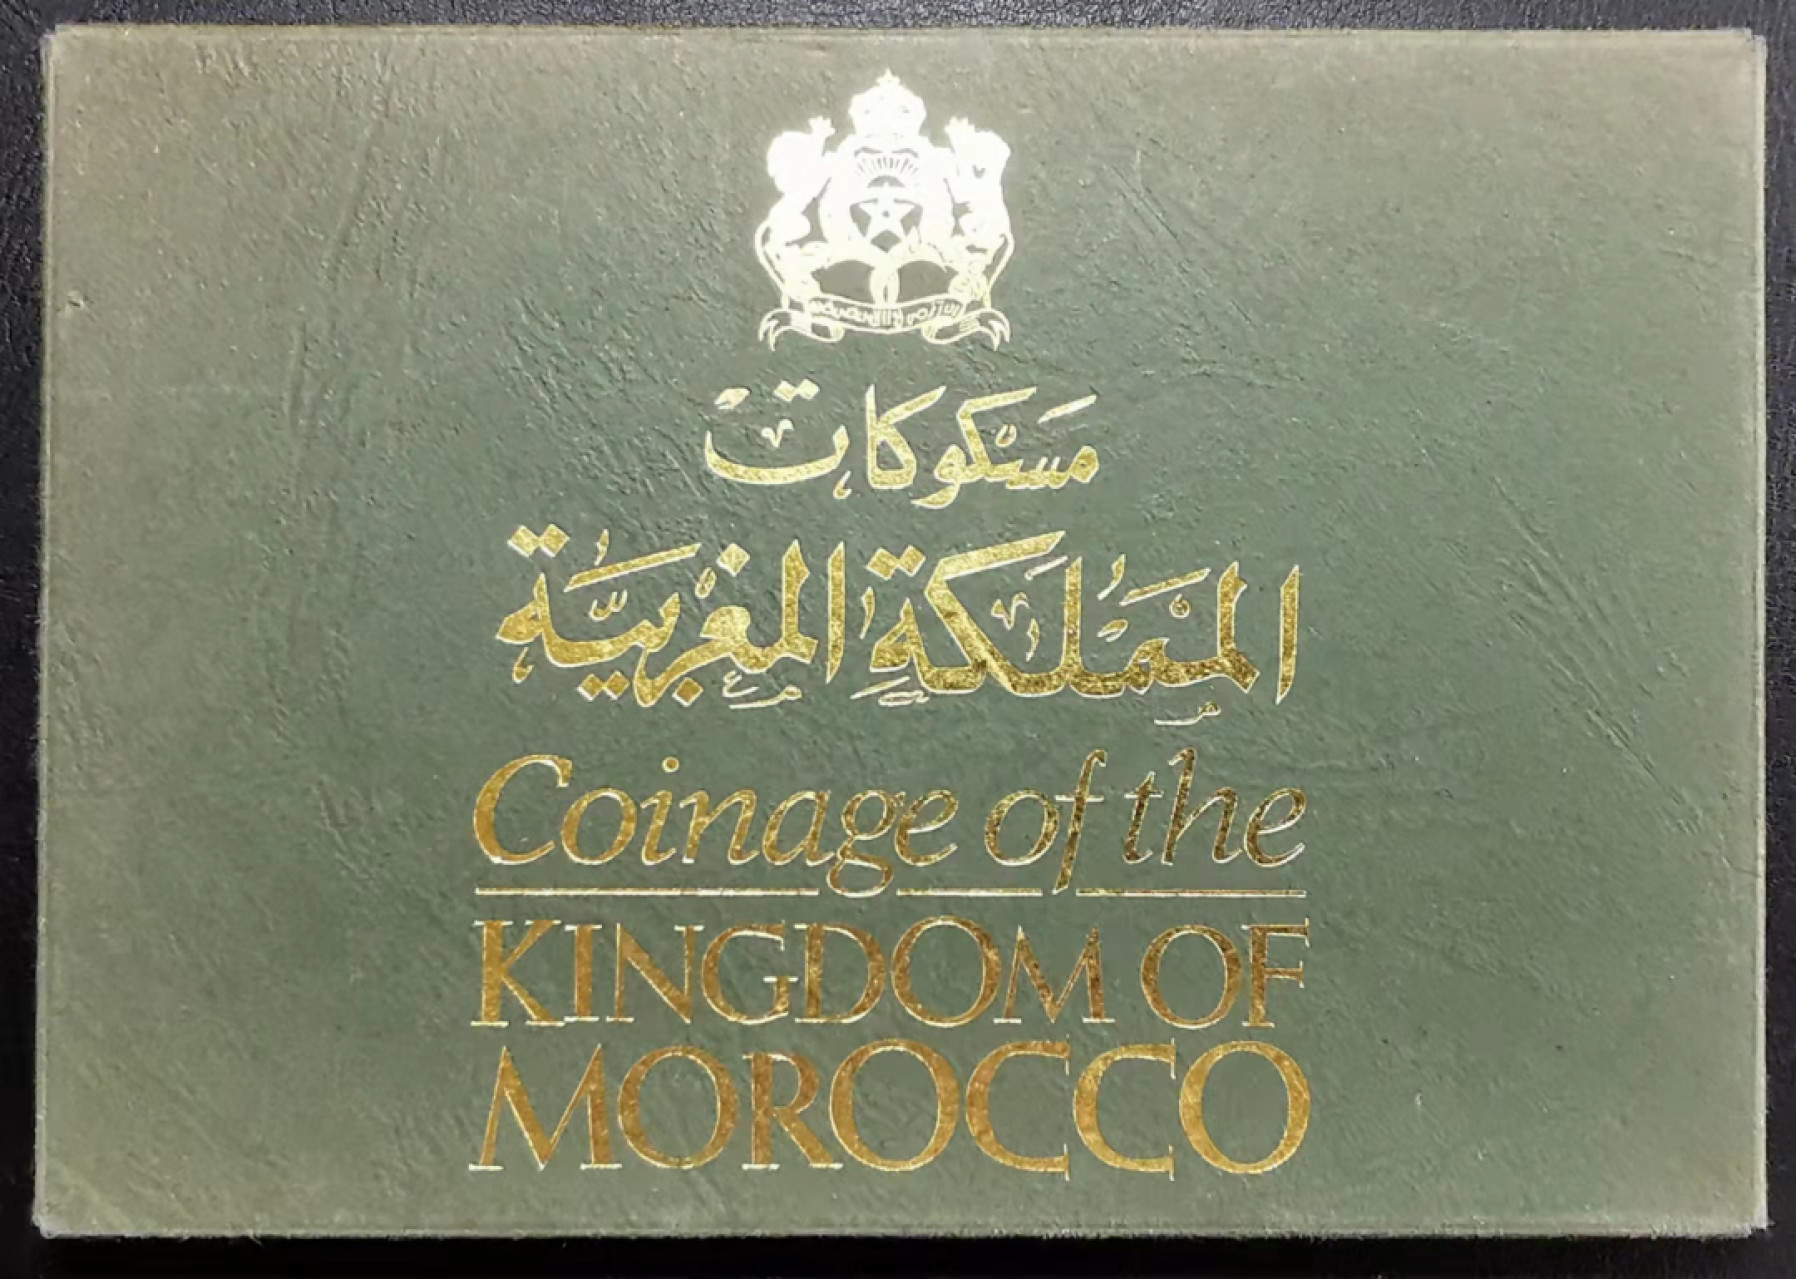 مسكوكات
المملكة المغربية
Coinage of the
KINGDOM OF
MOROCCO